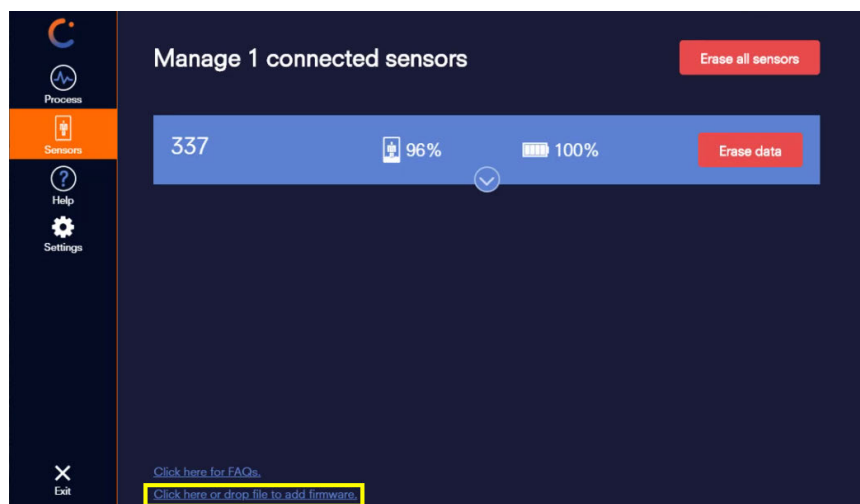 Manage 1 connected sensors
Erase all sensors
Process
Sensors
Help
Settings
337
96%
100%
Erase data
Click here for FAQs.
Click here or drop file to add firmware.
Exit